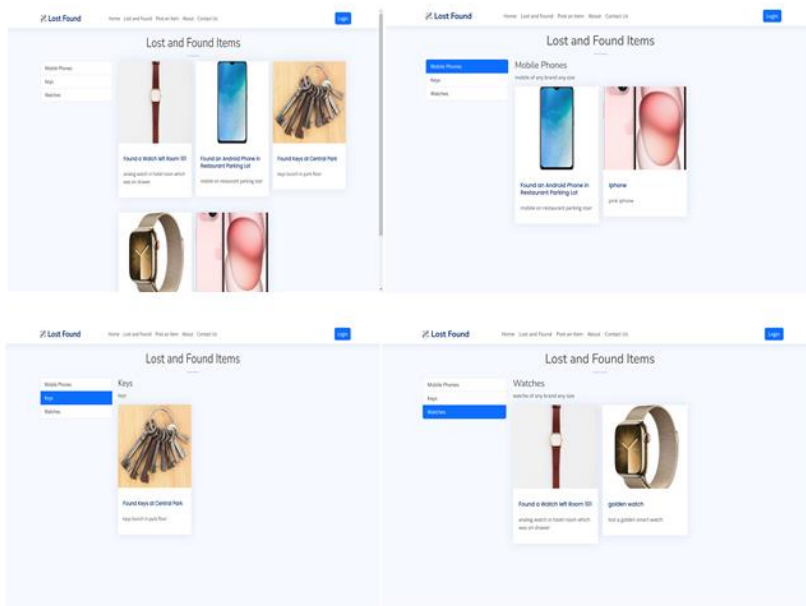 Lost Found
Home Lost and Found Post an Item About Contact Us
Login
Lost and Found Items
Mobile Phones
Keys
Watches
Found a Watch left Room 101
analog watch in hotel room which
was on drawer
Found an Android Phone in
Restaurant Parking Lot
mobile on restaurant parking stair
Found Keys at Central Park
keys bunch in park floor
Lost Found
Home Lost and Found Post an Item About Contact Us
Login
Lost and Found Items
Mobile Phones
Keys
Watches
Mobile Phones
mobile of any brand any size
Found an Android Phone in
Restaurant Parking Lot
mobile on restaurant parking stair
Iphone
pink iphone
Lost Found
Home Lost and Found Post an Item About Contact Us
Login
Lost and Found Items
Mobile Phones
Keys
Watches
Keys
keys
Found Keys at Central Park
keys bunch in park floor
Lost Found
Home Lost and Found Post an Item About Contact Us
Login
Lost and Found Items
Mobile Phones
Keys
Watches
Watches
watche of any brand any size
Found a Watch left Room 101
analog watch in hotel room which
was on drawer
golden watch
lost a golden smart watch